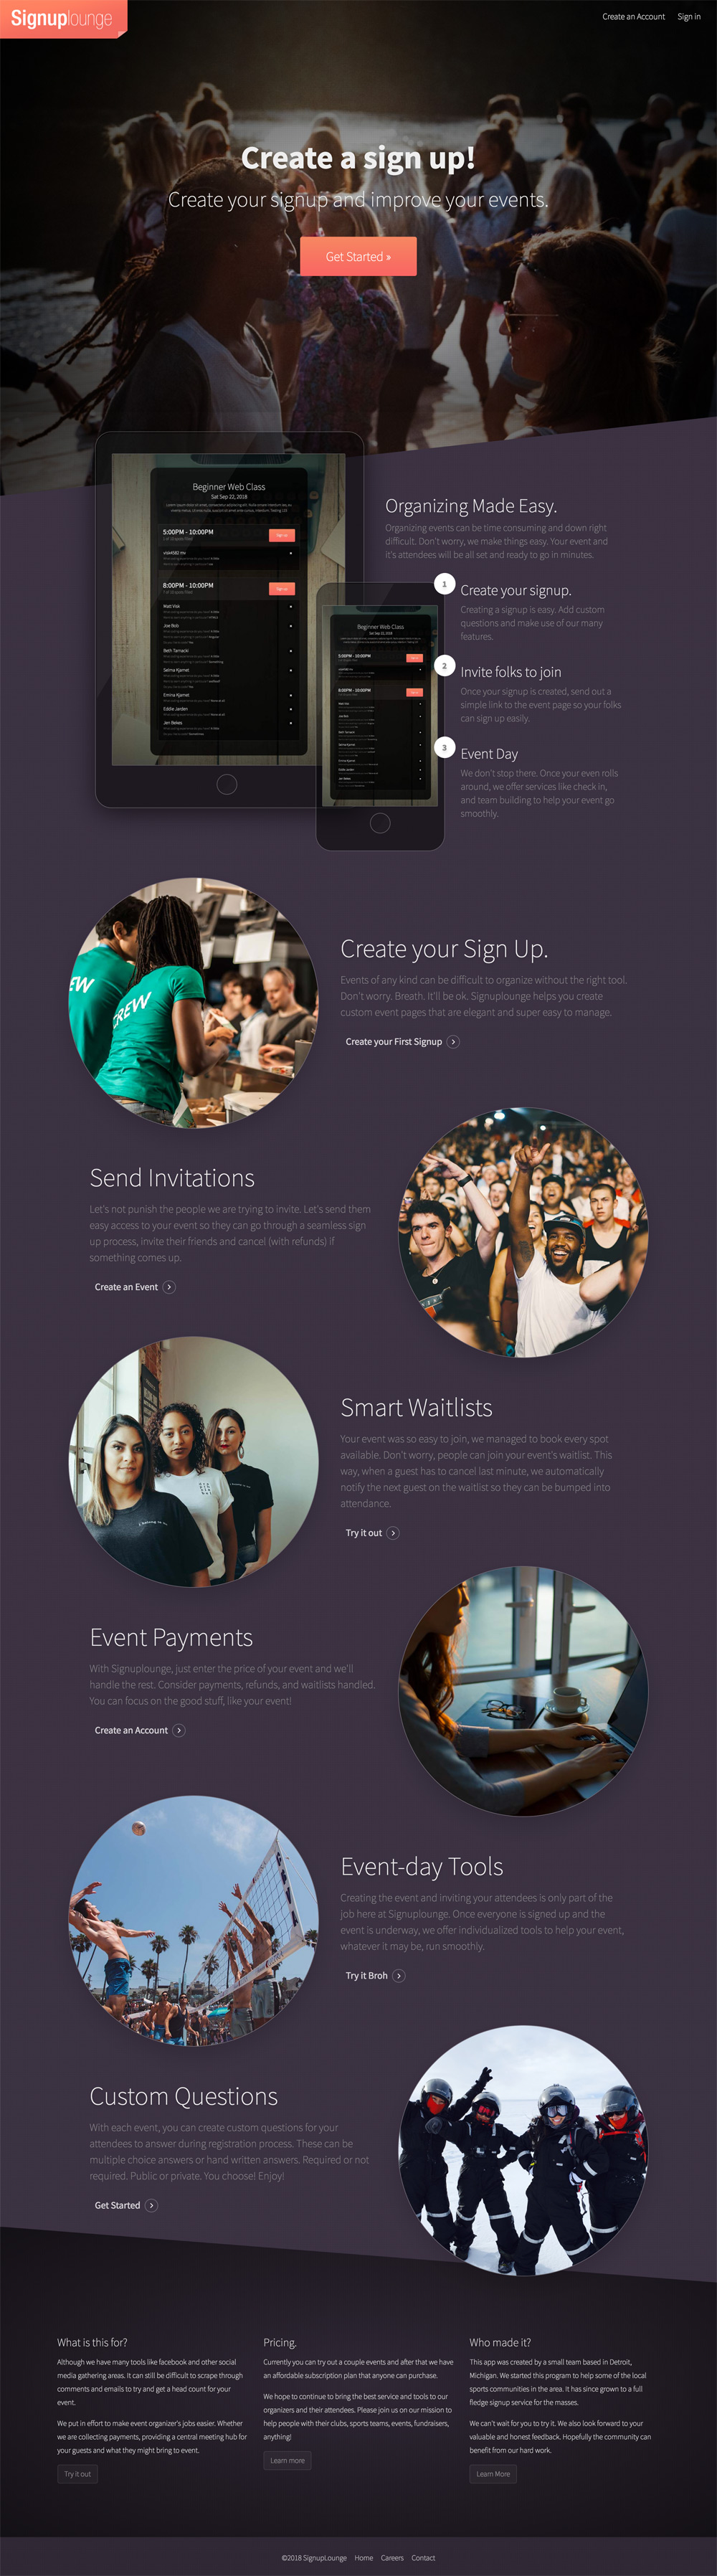 Signuplounge
Create an Account Sign in
Create a sign up!
Create your signup and improve your events.
Get Started »
Beginner Web Class
Sat Sep 22, 2018
5:00PM - 10:00PM
8:00PM - 10:00PM
Matt Visk
Joe Bob
Beth Tamacki
Selma Kjamet
Emina Kjamet
Eddie Jarden
Jen Bekes
Beginner Web Class
Sat Sep 22, 2018
5:00PM - 10:00PM
8:00PM - 10:00PM
Organizing Made Easy.
Organizing events can be time consuming and down right
difficult. Don't worry, we make things easy. Your event and
it's attendees will be all set and ready to go in minutes.
1
Create your signup.
Creating a signup is easy. Add custom
questions and make use of our many
features.
2
Invite folks to join
Once your signup is created, send out a
simple link to the event page so your folks
can sign up easily.
3
Event Day
We don't stop there. Once your even rolls
around, we offer services like check in,
and team building to help your event go
smoothly.
EW
CREW
Create your Sign Up.
Events of any kind can be difficult to organize without the right tool.
Don't worry. Breath. It'll be ok. Signuplounge helps you create
custom event pages that are elegant and super easy to manage.
Create your First Signup
Send Invitations
Let's not punish the people we are trying to invite. Let's send them
easy access to your event so they can go through a seamless sign
up process, invite their friends and cancel (with refunds) if
something comes up.
Create an Event
Smart Waitlists
Your event was so easy to join, we managed to book every spot
available. Don't worry, people can join your event's waitlist. This
way, when a guest has to cancel last minute, we automatically
notify the next guest on the waitlist so they can be bumped into
attendance.
Try it out
Event Payments
With Signuplounge, just enter the price of your event and we'll
handle the rest. Consider payments, refunds, and waitlists handled.
You can focus on the good stuff, like your event!
Create an Account
Event-day Tools
Creating the event and inviting your attendees is only part of the
job here at Signuplounge. Once everyone is signed up and the
event is underway, we offer individualized tools to help your event,
whatever it may be, run smoothly.
Try it Broh
Custom Questions
With each event, you can create custom questions for your
attendees to answer during registration process. These can be
multiple choice answers or hand written answers. Required or not
required. Public or private. You choose! Enjoy!
Get Started
What is this for?
Although we have many tools like facebook and other social
media gathering areas. It can still be difficult to scrape through
comments and emails to try and get a head count for your
event.
We put in effort to make event organizer's jobs easier. Whether
we are collecting payments, providing a central meeting hub for
your guests and what they might bring to event.
Try it out
Pricing.
Currently you can try out a couple events and after that we have
an affordable subscription plan that anyone can purchase.
We hope to continue to bring the best service and tools to our
organizers and their attendees. Please join us on our mission to
help people with their clubs, sports teams, events, fundraisers,
anything!
Learn more
Who made it?
This app was created by a small team based in Detroit,
Michigan. We started this program to help some of the local
sports communities in the area. It has since grown to a full
fledge signup service for the masses.
We can't wait for you to try it. We also look forward to your
valuable and honest feedback. Hopefully the community can
benefit from our hard work.
Learn More
©2018 SignupLounge Home Careers Contact